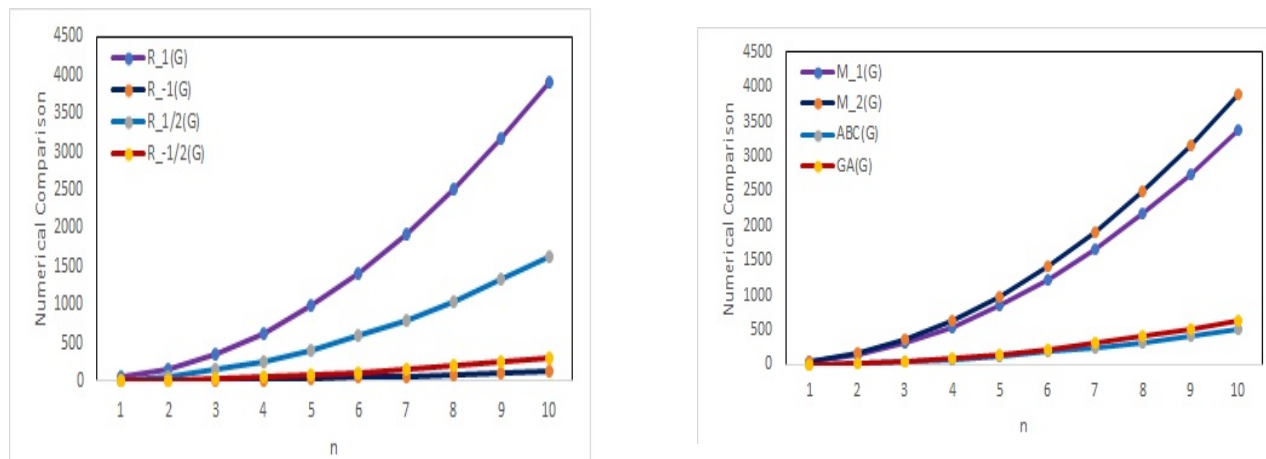 4500
4000
3500
3000
2500
2000
1500
1000
500
0
Numerical Comparison
R_1(G)
R_-1(G)
R_1/2(G)
R_-1/2(G)
1 2 3 4 5 6 7 8 9 10
n
4500
4000
3500
3000
2500
2000
1500
1000
500
0
Numerical Comparison
M_1(G)
M_2(G)
ABC(G)
GA(G)
1 2 3 4 5 6 7 8 9 10
n